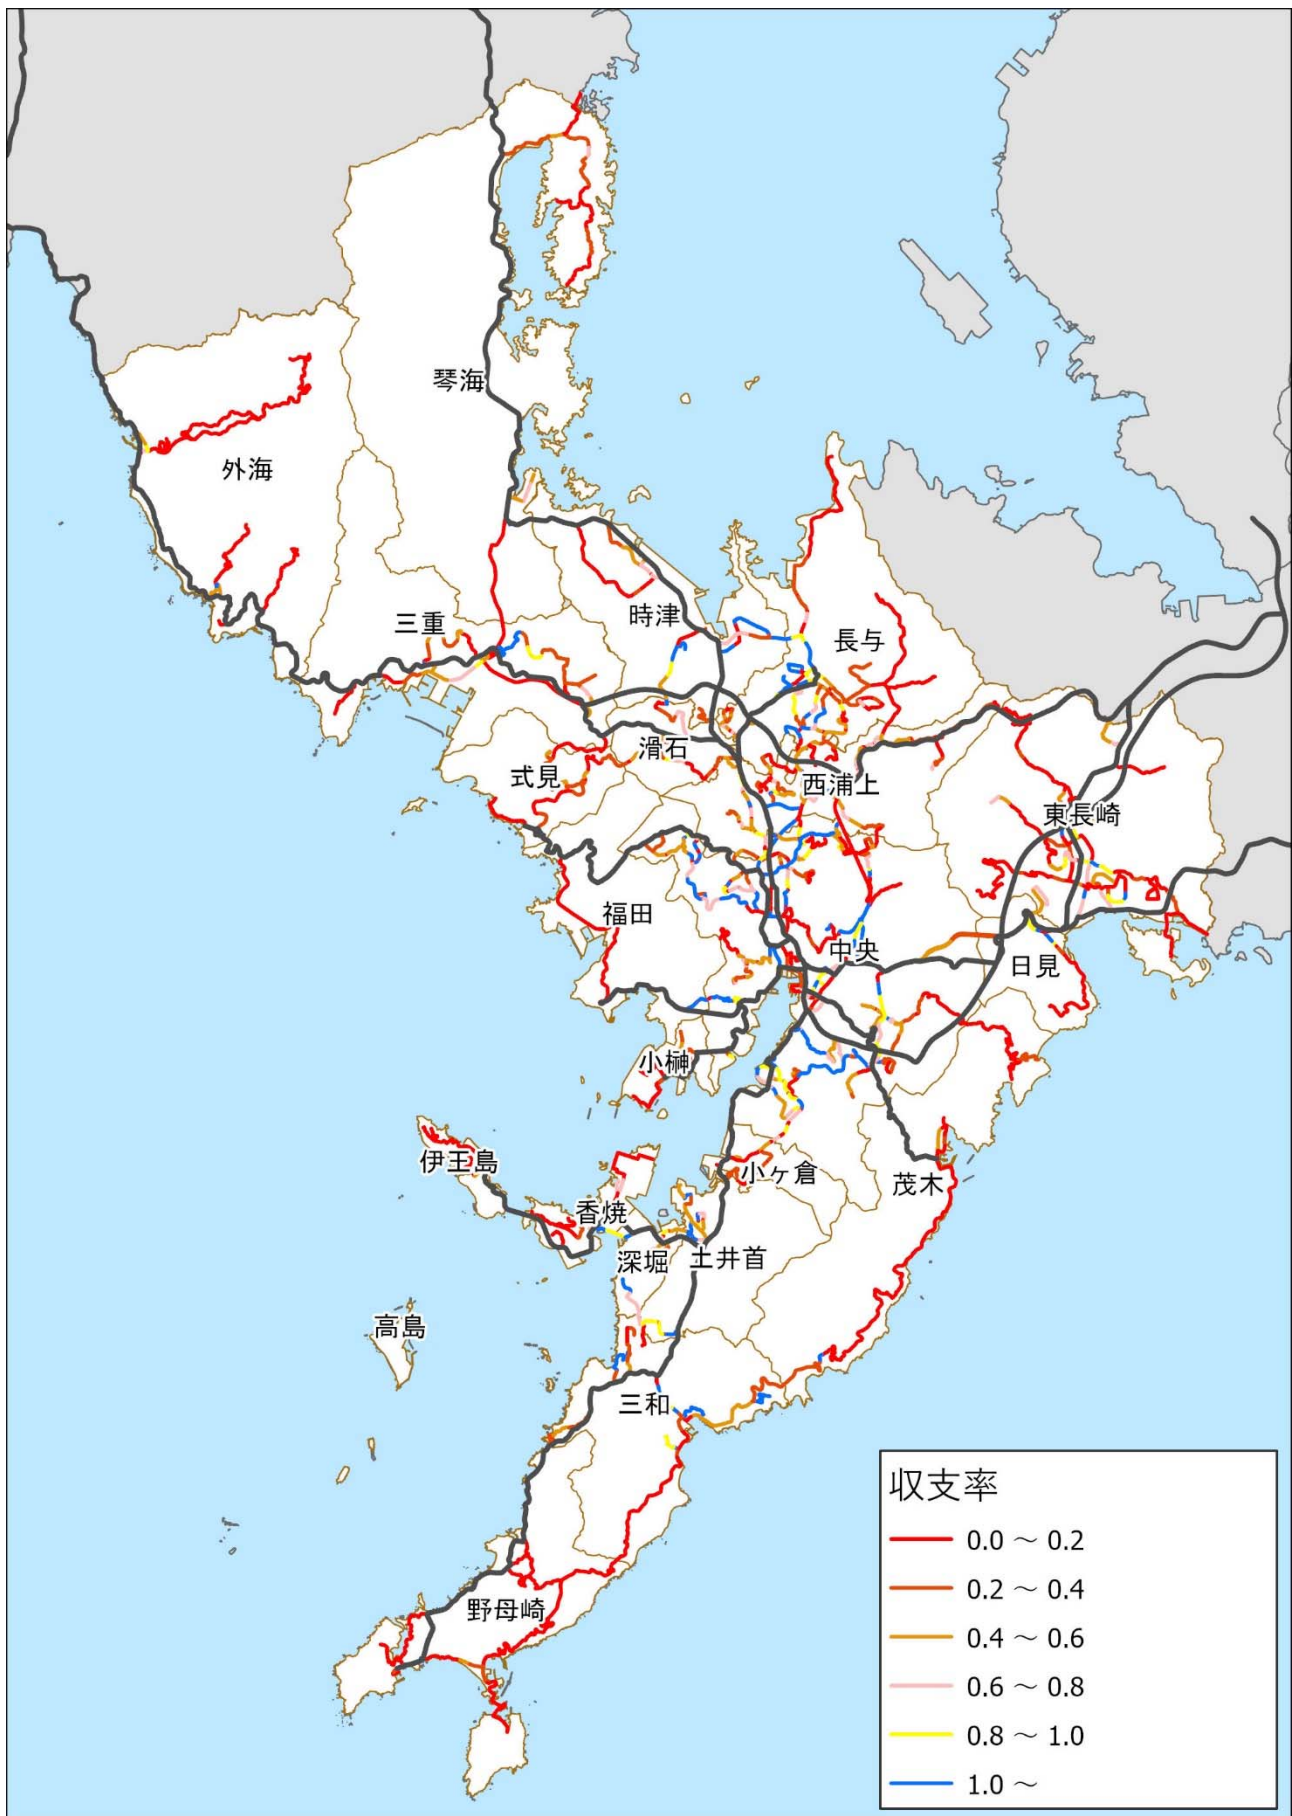 琴海
外海
三重
時津
長与
滑石
式見
西浦上
東長崎
福田
中央
日見
小榊
伊王島
小ヶ倉
茂木
香焼
深堀
土井首
高島
三和
野母崎
収支率
0.0 ～ 0.2
0.2 ～ 0.4
0.4 ～ 0.6
0.6 ～ 0.8
0.8 ～ 1.0
1.0 ～